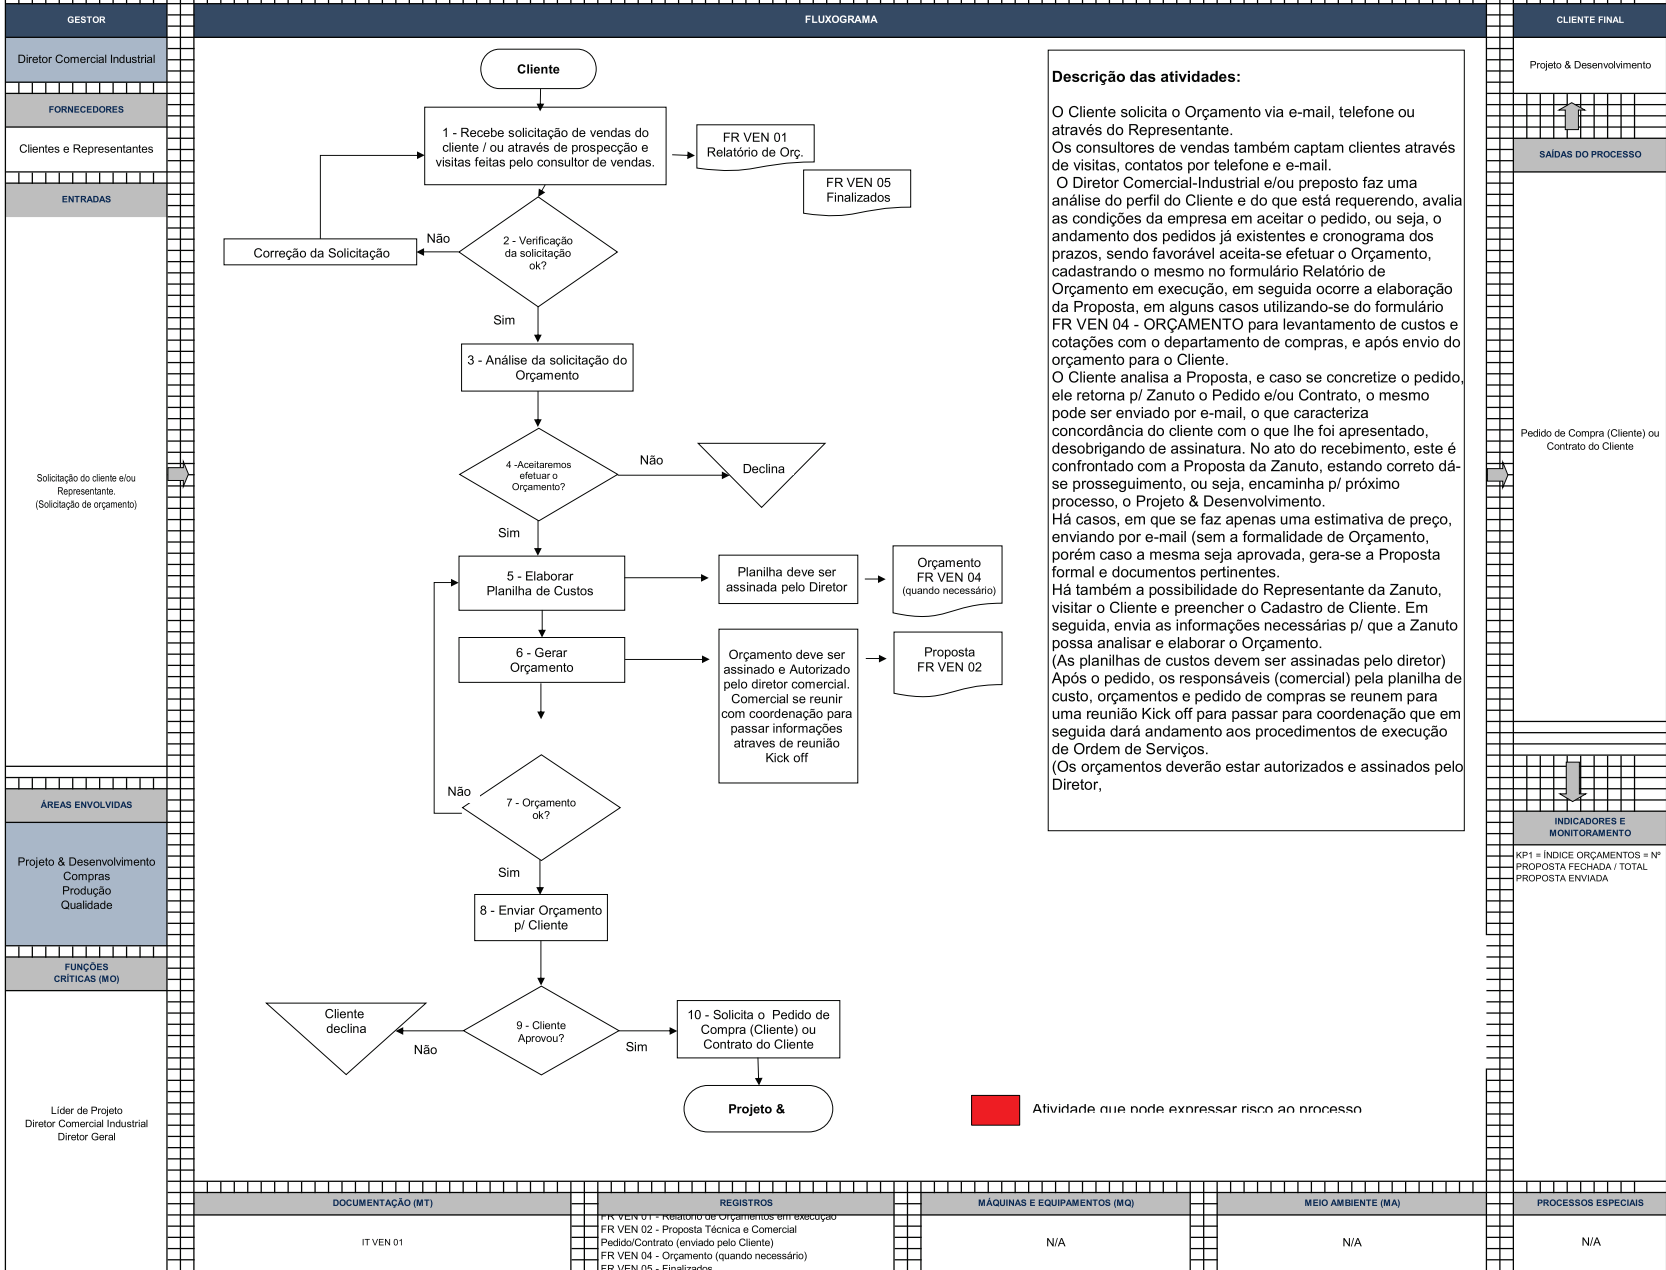 GESTOR
Diretor Comercial Industrial
FORNECEDORES
Clientes e Representantes
ENTRADAS
Solicitação do cliente e/ou
Representante.
(Solicitação de orçamento)
ÁREAS ENVOLVIDAS
Projeto & Desenvolvimento
Compras
Produção
Qualidade
FUNÇÕES
CRÍTICAS (MO)
Líder de Projeto
Diretor Comercial Industrial
Diretor Geral
FLUXOGRAMA
Cliente
1 - Recebe solicitação de vendas do
cliente / ou através de prospecção e
visitas feitas pelo consultor de vendas.
FR VEN 01
Relatório de Orç.
FR VEN 05
Finalizados
2 - Verificação
da solicitação
ok?
Não
Correção da Solicitação
Sim
3 - Análise da solicitação do
Orçamento
4 -Aceitaremos
efetuar o
Orçamento?
Não
Declina
Sim
5 - Elaborar
Planilha de Custos
Planilha deve ser
assinada pelo Diretor
Orçamento
FR VEN 04
(quando necessário)
6 - Gerar
Orçamento
Orçamento deve ser
assinado e Autorizado
pelo diretor comercial.
Comercial se reunir
com coordenação para
passar informações
atraves de reunião
Kick off
Proposta
FR VEN 02
Não
7 - Orçamento
ok?
Sim
8 - Enviar Orçamento
p/ Cliente
9 - Cliente
Aprovou?
Não
Cliente
declina
Sim
10 - Solicita o  Pedido de
Compra (Cliente) ou
Contrato do Cliente
Projeto &
Descrição das atividades:
O Cliente solicita o Orçamento via e-mail, telefone ou
através do Representante.
Os consultores de vendas também captam clientes através
de visitas, contatos por telefone e e-mail.
O Diretor Comercial-Industrial e/ou preposto faz uma
análise do perfil do Cliente e do que está requerendo, avalia
as condições da empresa em aceitar o pedido, ou seja, o
andamento dos pedidos já existentes e cronograma dos
prazos, sendo favorável aceita-se efetuar o Orçamento,
cadastrando o mesmo no formulário Relatório de
Orçamento em execução, em seguida ocorre a elaboração
da Proposta, em alguns casos utilizando-se do formulário
FR VEN 04 - ORÇAMENTO para levantamento de custos e
cotações com o departamento de compras, e após envio do
orçamento para o Cliente.
O Cliente analisa a Proposta, e caso se concretize o pedido,
ele retorna p/ Zanuto o Pedido e/ou Contrato, o mesmo
pode ser enviado por e-mail, o que caracteriza
concordância do cliente com o que lhe foi apresentado,
desobrigando de assinatura. No ato do recebimento, este é
confrontado com a Proposta da Zanuto, estando correto dá-
se prosseguimento, ou seja, encaminha p/ próximo
processo, o Projeto & Desenvolvimento.
Há casos, em que se faz apenas uma estimativa de preço,
enviando por e-mail (sem a formalidade de Orçamento,
porém caso a mesma seja aprovada, gera-se a Proposta
formal e documentos pertinentes.
Há também a possibilidade do Representante da Zanuto,
visitar o Cliente e preencher o Cadastro de Cliente. Em
seguida, envia as informações necessárias p/ que a Zanuto
possa analisar e elaborar o Orçamento.
(As planilhas de custos devem ser assinadas pelo diretor)
Após o pedido, os responsáveis (comercial) pela planilha de
custo, orçamentos e pedido de compras se reunem para
uma reunião Kick off para passar para coordenação que em
seguida dará andamento aos procedimentos de execução
de Ordem de Serviços.
(Os orçamentos deverão estar autorizados e assinados pelo
Diretor,
Atividade que pode expressar risco ao processo
CLIENTE FINAL
Projeto & Desenvolvimento
SAÍDAS DO PROCESSO
Pedido de Compra (Cliente) ou
Contrato do Cliente
INDICADORES E
MONITORAMENTO
KP1 = ÍNDICE ORÇAMENTOS = Nº
PROPOSTA FECHADA / TOTAL
PROPOSTA ENVIADA
DOCUMENTAÇÃO (MT)
IT VEN 01
REGISTROS
FR VEN 01 - Relatório de Orçamentos em execução
FR VEN 02 - Proposta Técnica e Comercial
Pedido/Contrato (enviado pelo Cliente)
FR VEN 04 - Orçamento (quando necessário)
FR VEN 05 - Finalizados
MÁQUINAS E EQUIPAMENTOS (MQ)
N/A
MEIO AMBIENTE (MA)
N/A
PROCESSOS ESPECIAIS
N/A